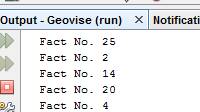 Output - Geovise (run) × Notificati
Fact No. 25
Fact No. 2
Fact No. 14
Fact No. 20
Fact No. 4